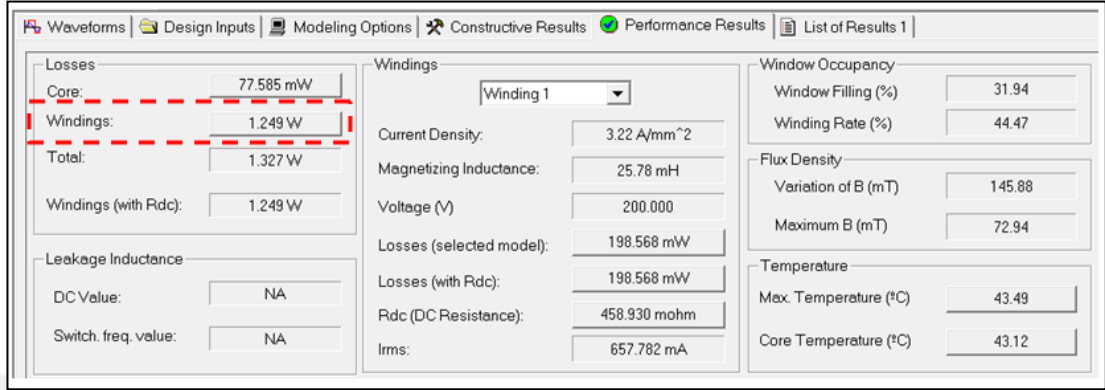 Waveforms | Design Inputs | Modeling Options | Constructive Results | Performance Results | List of Results 1
Losses
Core: 77.585 mW
Windings: 1.249 W
Total: 1.327 W
Windings (with Rdc): 1.249 W
Leakage Inductance
DC Value: NA
Switch. freq. value: NA
Windings
Winding 1
Current Density: 3.22 A/mm^2
Magnetizing Inductance: 25.78 mH
Voltage (V) 200.000
Losses (selected model): 198.568 mW
Losses (with Rdc): 198.568 mW
Rdc (DC Resistance): 458.930 mohm
Irms: 657.782 mA
Window Occupancy
Window Filling (%) 31.94
Winding Rate (%) 44.47
Flux Density
Variation of B (mT) 145.88
Maximum B (mT) 72.94
Temperature
Max. Temperature (ºC) 43.49
Core Temperature (ºC) 43.12